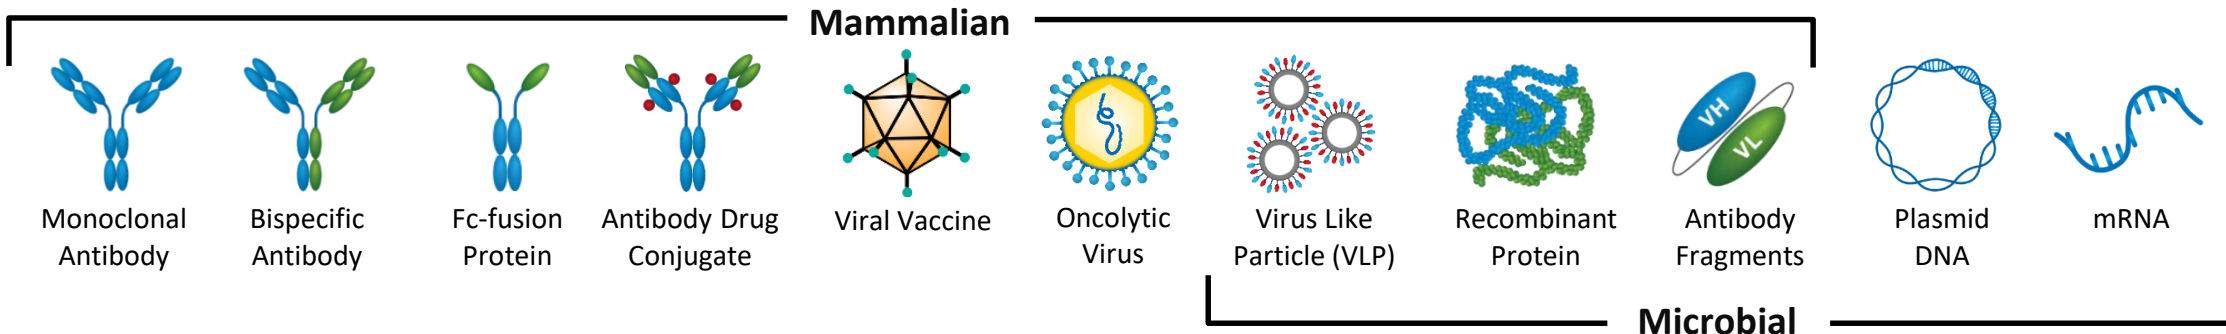 Mammalian
VH
VL
Monoclonal
Antibody
Bispecific
Antibody
Fc-fusion
Protein
Antibody Drug
Conjugate
Viral Vaccine
Oncolytic
Virus
Virus Like
Particle (VLP)
Recombinant
Protein
Antibody
Fragments
Plasmid
DNA
mRNA
Microbial